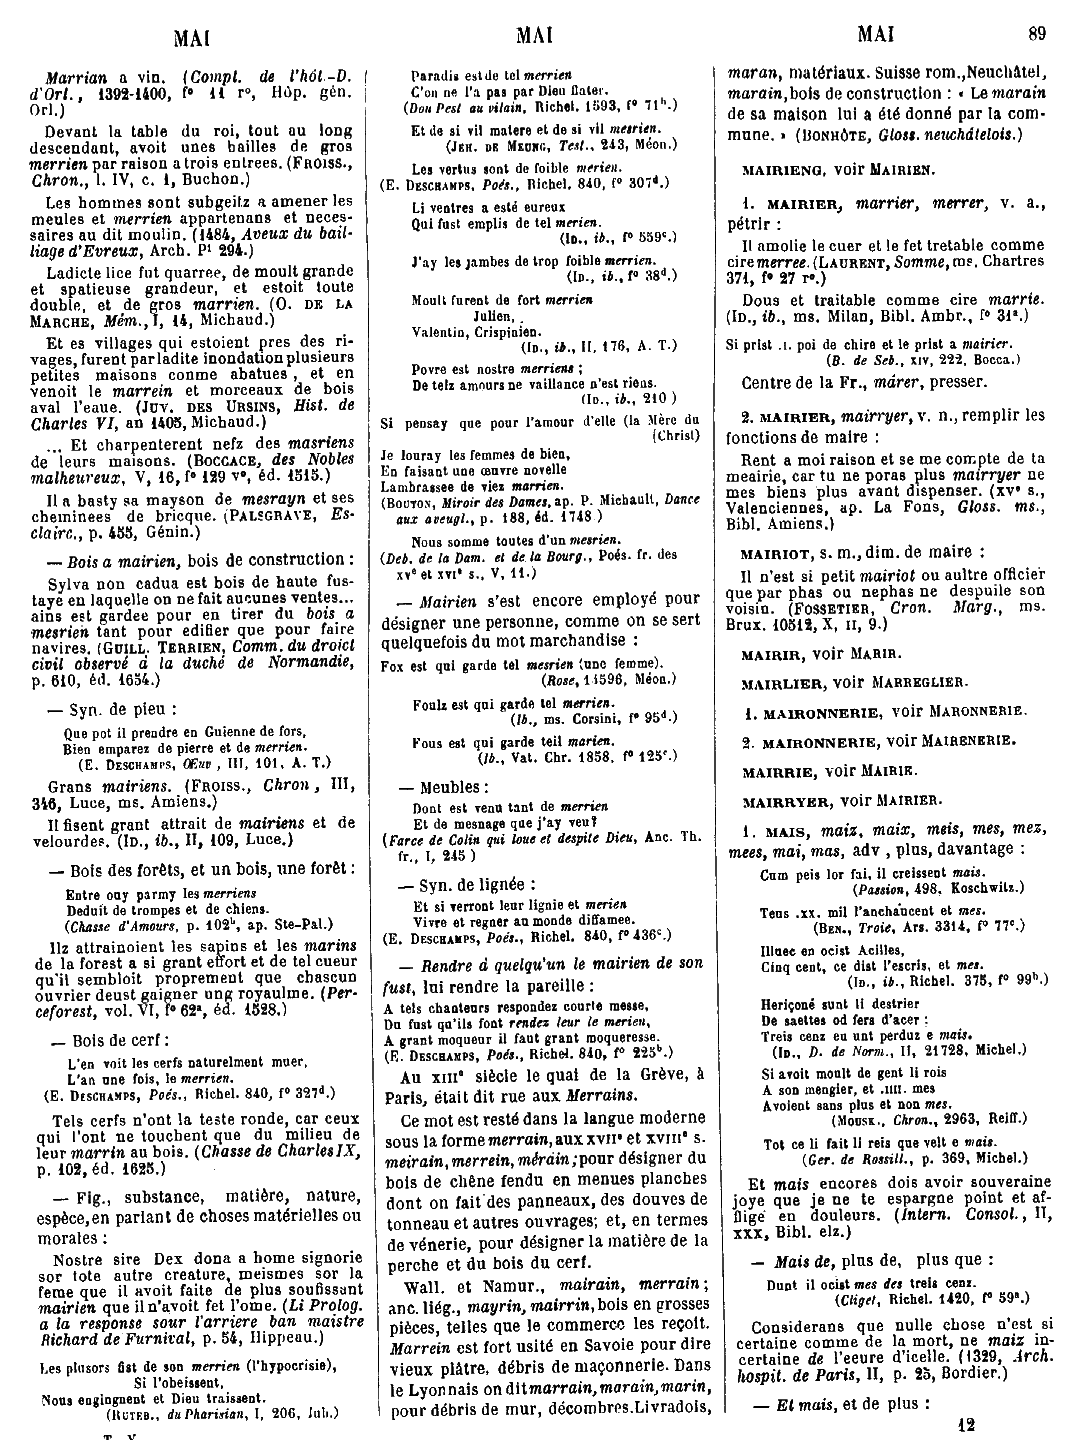 MAI
MAI
MAI
89
Marrian a vin. (Compt. de l'hôt.-D.
d'Orl., 1392-1400, f° 11 r°, Hôp. gén.
Orl.)
Devant la table du roi, tout au long
descendant, avoit unes bailles de gros
merrien par raison a trois entrees. (FROISS.,
Chron., l. IV, c. 1, Buchon.)
Les hommes sont subgeitz a amener les
meules et merrien appartenans et neces-
saires au dit moulin. (1484, Aveux du bail-
liage d'Evreux, Arch. P¹ 294.)
Ladicte lice fut quarree, de moult grande
et spatieuse grandeur, et estoit toute
double, et de gros marrien. (O. DE LA
MARCHE, Mém., I, 14, Michaud.)
Et es villages qui estoient pres des ri-
vages, furent par ladite inondation plusieurs
petites maisons conme abatues, et en
venoit le marrein et morceaux de bois
aval l'eaue. (JUV. DES URSINS, Hist. de
Charles VI, an 1405, Michaud.)
... Et charpenterent nefz des masriens
de leurs maisons. (BOCCACE, des Nobles
malheureux, V, 16, f° 129 v°, éd. 1515.)
Il a basty sa mayson de mesrayn et ses
cheminees de bricque. (PALSGRAVE, Es-
clairc., p. 455, Génin.)
— Bois a mairien, bois de construction :
Sylva non cadua est bois de haute fus-
taye en laquelle on ne fait aucunes ventes...
ains est gardee pour en tirer du bois a
mesrien tant pour edifier que pour faire
navires. (GUILL. TERRIEN, Comm. du droict
civil observé à la duché de Normandie,
p. 610, éd. 1654.)
— Syn. de pieu :
Que pot il prendre en Guienne de fors,
Bien emparez de pierre et de merrien.
(E. DESCHAMPS, Œuv, III, 101, A. T.)
Grans mairiens. (FROISS., Chron, III,
346, Luce, ms. Amiens.)
Il fisent grant attrait de mairiens et de
velourdes. (ID., ib., II, 109, Luce.)
— Bois des forêts, et un bois, une forêt :
Entre ouy parmy les merriens
Deduit de trompes et de chiens.
(Chasse d'Amours, p. 102ᵇ, ap. Ste-Pal.)
Ilz attrainoient les sapins et les marins
de la forest a si grant effort et de tel cueur
qu'il sembloit proprement que chascun
ouvrier deust gaigner ung royaulme. (Per-
ceforest, vol. VI, f° 62ᵃ, éd. 1528.)
— Bois de cerf :
L'en voit les cerfs naturelment muer,
L'an une fois, le merrien.
(E. DESCHAMPS, Poés., Richel. 840, f° 327ᵈ.)
Tels cerfs n'ont la teste ronde, car ceux
qui l'ont ne touchent que du milieu de
leur marrin au bois. (Chasse de Charles IX,
p. 102, éd. 1625.)
— Fig., substance, matière, nature,
espèce, en parlant de choses matérielles ou
morales :
Nostre sire Dex dona a home signorie
sor tote autre creature, meismes sor la
feme que il avoit faite de plus soufissant
mairien que il n'avoit fet l'ome. (Li Prolog.
a la response sour l'arriere ban maistre
Richard de Furnival, p. 54, Hippeau.)
Les plusors fist de son merrien (l'hypocrisie),
Si l'obeissent,
Nous engingnent et Dieu traissent.
(RUTEB., du Pharisian, I, 206, Jub.)
Paradis est de tel merrien
C'on ne l'a pas par Dieu flater.
(Dou Pest au vilain, Richel. 1593, f° 71ᵇ.)
Et de si vil matere et de si vil mesrien.
(JEH. DE MEUNG, Test., 243, Méon.)
Les vertus sont de foible merien.
(E. DESCHAMPS, Poés., Richel. 840, f° 307ᵈ.)
Li ventres a esté eureux
Qui fust emplis de tel merien.
(ID., ib., f° 559ᶜ.)
J'ay les jambes de trop foible merrien.
(ID., ib., f° 38ᵈ.)
Moult furent de fort merrien
Julien,
Valentin, Crispinien.
(ID., ib., II, 176, A. T.)
Povre est nostre merriens ;
De telz amours ne vaillance n'est riens.
(ID., ib., 210 )
Si pensay que pour l'amour d'elle (la Mère du
(Christ)
Je louray les femmes de bien,
En faisant une œuvre novelle
Lambrassee de viez marrien.
(BOUTON, Miroir des Dames, ap. P. Michault, Dance
aux aveugl., p. 188, éd. 1748 )
Nous somme toutes d'un mesrien.
(Deb. de la Dam. et de la Bourg., Poés. fr. des
XVᵉ et XVIᵉ s., V, 11.)
— Mairien s'est encore employé pour
désigner une personne, comme on se sert
quelquefois du mot marchandise :
Fox est qui garde tel mesrien (une femme).
(Rose, 14596, Méon.)
Foulz est qui garde tel merrien.
(Ib., ms. Corsini, f° 95ᵈ.)
Fous est qui garde teil marien.
(Ib., Vat. Chr. 1858, f° 125ᶜ.)
— Meubles :
Dont est venu tant de merrien
Et de mesnage que j'ay veu ?
(Farce de Colin qui loue et despite Dieu, Anc. Th.
fr., I, 245 )
— Syn. de lignée :
Et si verront leur lignie et merien
Vivre et regner au monde diffamee.
(E. DESCHAMPS, Poés., Richel. 840, f° 436ᶜ.)
— Rendre à quelqu'un le mairien de son
fust, lui rendre la pareille :
A tels chanteurs respondez courte messe,
Du fust qu'ils font rendez leur le merien,
A grant moqueur il faut grant moqueresse.
(E. DESCHAMPS, Poés., Richel. 840, f° 225ᵇ.)
Au XIIIᵉ siècle le quai de la Grève, à
Paris, était dit rue aux Merrains.
Ce mot est resté dans la langue moderne
sous la forme merrain, aux XVIIᵉ et XVIIIᵉ s.
meirain, merrein, mérain ; pour désigner du
bois de chêne fendu en menues planches
dont on fait des panneaux, des douves de
tonneau et autres ouvrages; et, en termes
de vénerie, pour désigner la matière de la
perche et du bois du cerf.
Wall. et Namur., mairain, merrain ;
anc. liég., mayrin, mairrin, bois en grosses
pièces, telles que le commerce les reçoit.
Marrein est fort usité en Savoie pour dire
vieux plâtre, débris de maçonnerie. Dans
le Lyonnais on dit marrain, morain, marin,
pour débris de mur, décombres. Livradois,
maran, matériaux. Suisse rom., Neuchâtel,
marain, bois de construction : « Le marain
de sa maison lui a été donné par la com-
mune. » (BONHÔTE, Gloss. neuchâtelois.)
MAIRIENG, voir MAIRIEN.
1. MAIRIER, marrier, merrer, v. a.,
pétrir :
Il amolie le cuer et le fet tretable comme
cire merree. (LAURENT, Somme, ms. Chartres
371, f° 27 r°.)
Dous et traitable comme cire marrie.
(ID., ib., ms. Milan, Bibl. Ambr., f° 31ᵃ.)
Si prist .I. poi de chire et le prist a mairier.
(B. de Seb., XIV, 222, Bocca.)
Centre de la Fr., márer, presser.
2. MAIRIER, mairryer, v. n., remplir les
fonctions de maire :
Rent a moi raison et se me compte de ta
meairie, car tu ne poras plus mairryer ne
mes biens plus avant dispenser. (XVᵉ s.,
Valenciennes, ap. La Fons, Gloss. ms.,
Bibl. Amiens.)
MAIRIOT, s. m., dim. de maire :
Il n'est si petit mairiot ou aultre officier
que par phas ou nephas ne despuile son
voisin. (FOSSETIER, Cron. Marg., ms.
Brux. 10512, X, II, 9.)
MAIRIR, voir MARIR.
MAIRLIER, voir MARREGLIER.
1. MAIRONNERIE, voir MARONNERIE.
2. MAIRONNERIE, voir MAIRENERIE.
MAIRRIE, voir MAIRIE.
MAIRRYER, voir MAIRIER.
1. MAIS, maiz, maix, meis, mes, mez,
mees, mai, mas, adv, plus, davantage :
Cum peis lor fai, il creissent mais.
(Passion, 498, Koschwitz.)
Tens .XX. mil l'anchaucent et mes.
(BEN., Troie, Ars. 3314, f° 77ᶜ.)
Illuec en ocist Acilles,
Cinq cent, ce dist l'escris, et mes.
(ID., ib., Richel. 375, f° 99ᵇ.)
Heriçoné sunt li destrier
De saettes od fers d'acer :
Treis cenz eu unt perduz e mais.
(ID., D. de Norm., II, 21728, Michel.)
Si avoit moult de gent li rois
A son mengier, et .IIII. mes
Avoient sans plus et non mes.
(MOUSK., Chron., 2963, Reiff.)
Tot ce li fait li reis que velt e mais.
(Ger. de Rossill., p. 369, Michel.)
Et mais encores dois avoir souveraine
joye que je ne te espargne point et af-
flige en douleurs. (Intern. Consol., II,
XXX, Bibl. elz.)
— Mais de, plus de, plus que :
Dunt il ocist mes des treis cenz.
(Cliget, Richel. 1420, f° 59ᵃ.)
Considerans que nulle chose n'est si
certaine comme de la mort, ne maiz in-
certaine de l'eeure d'icelle. (1329, Arch.
hospit. de Paris, II, p. 25, Bordier.)
— Et mais, et de plus :
12
T. V.